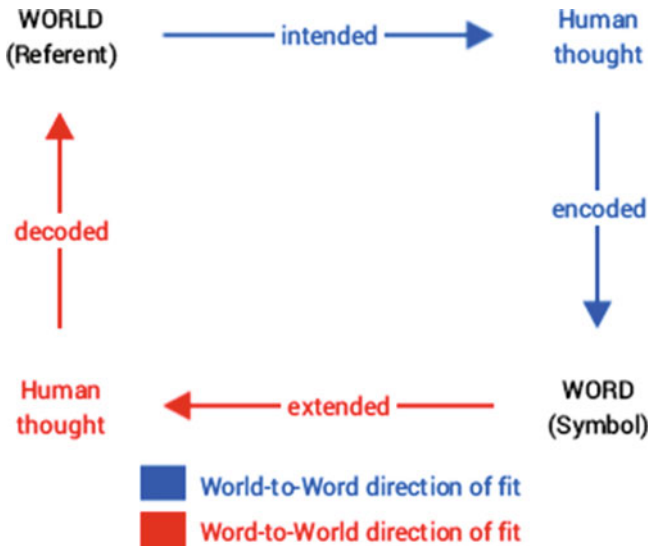 WORLD
(Referent)
intended
Human
thought
decoded
encoded
Human
thought
extended
WORD
(Symbol)
World-to-Word direction of fit
Word-to-World direction of fit